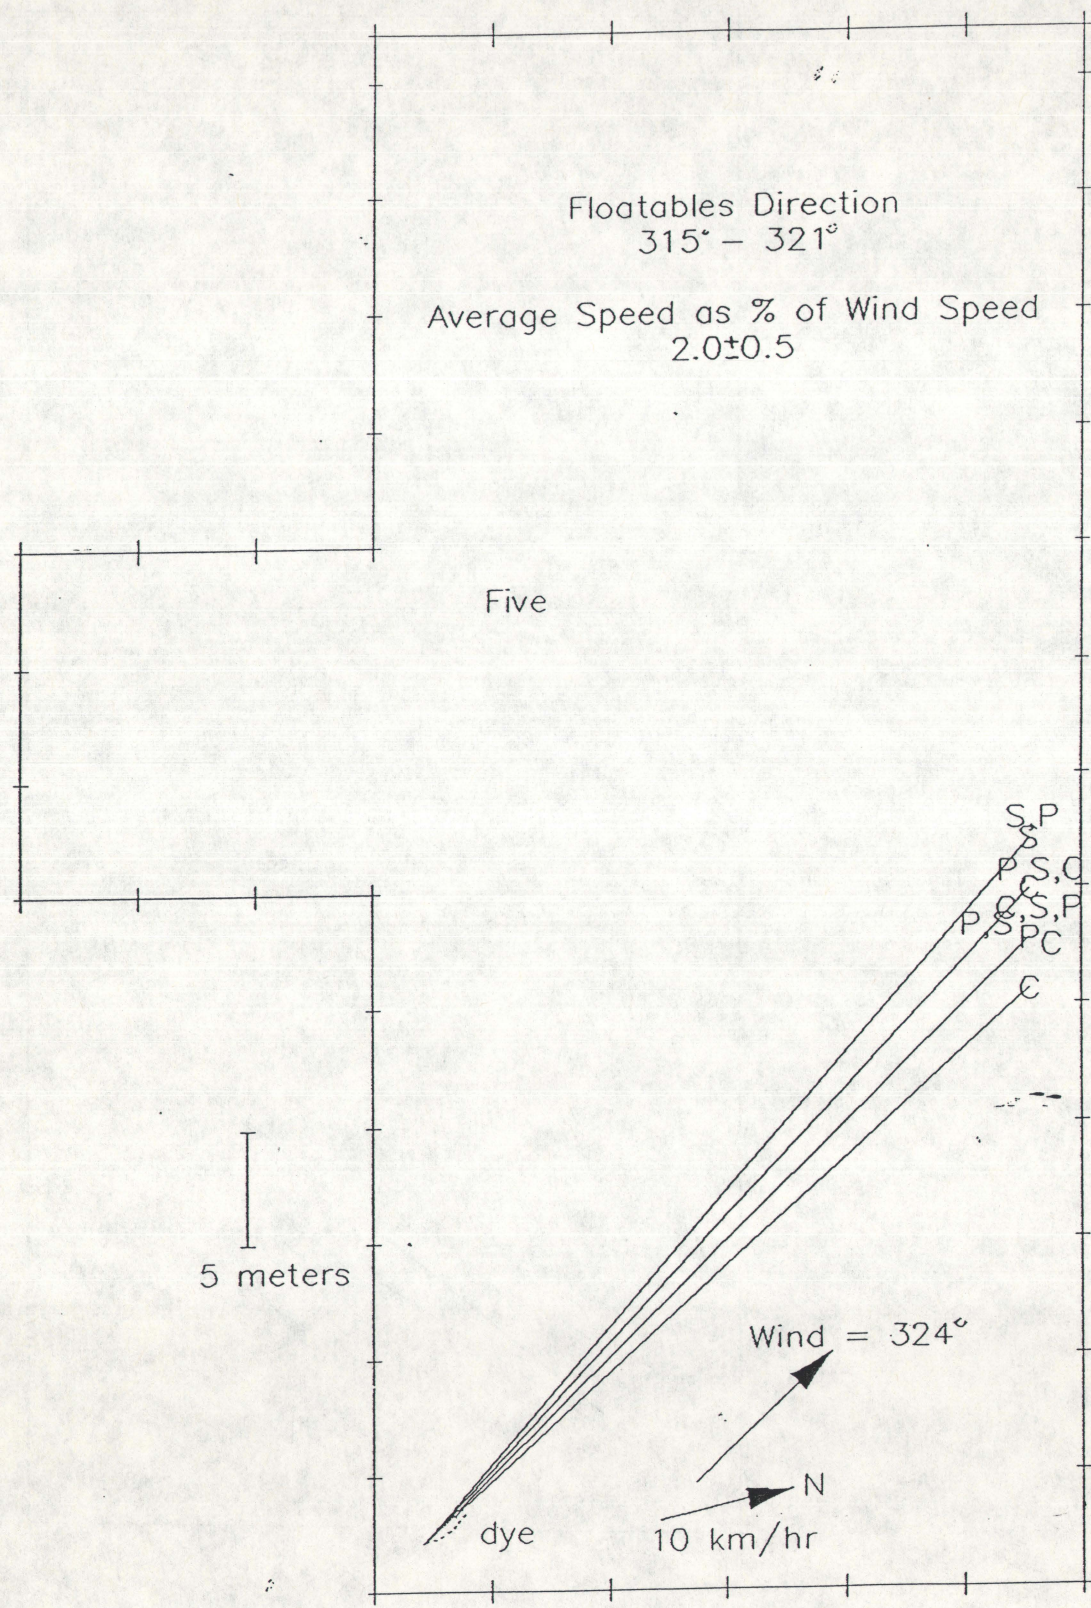 Floatables Direction
315° – 321°
Average Speed as % of Wind Speed
2.0±0.5
Five
S,P
S
P,S,C
C
C,S,P
P,S
PC
C
5 meters
Wind = 324°
N
10 km/hr
dye